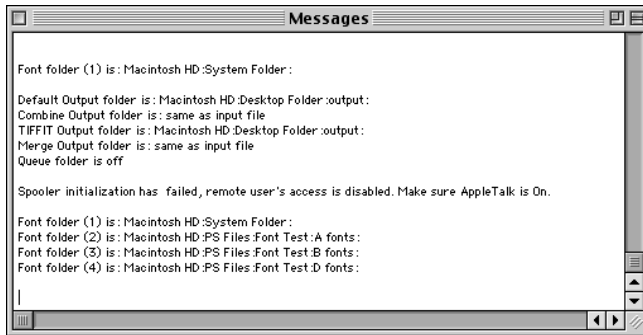 Messages
Font folder (1) is: Macintosh HD:System Folder:
Default Output folder is: Macintosh HD:Desktop Folder:output:
Combine Output folder is: same as input file
TIFFIT Output folder is: Macintosh HD:Desktop Folder:output:
Merge Output folder is: same as input file
Queue folder is off
Spooler initialization has  failed, remote user's access is disabled. Make sure AppleTalk is On.
Font folder (1) is: Macintosh HD:System Folder:
Font folder (2) is: Macintosh HD:PS Files:Font Test:A fonts:
Font folder (3) is: Macintosh HD:PS Files:Font Test:B fonts:
Font folder (4) is: Macintosh HD:PS Files:Font Test:D fonts: